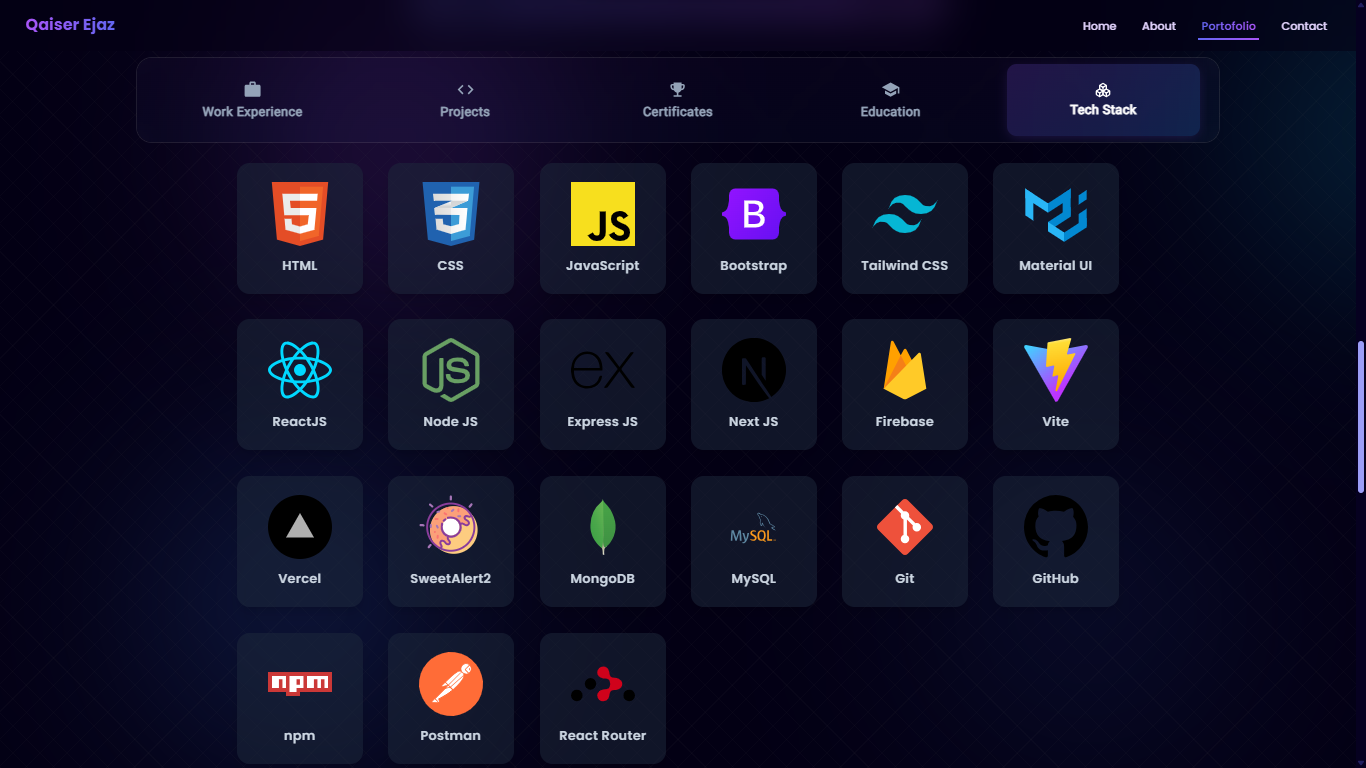 Qaiser Ejaz
Home About Portofolio Contact
Work Experience Projects Certificates Education Tech Stack
5 3 JS B
HTML CSS JavaScript Bootstrap Tailwind CSS Material UI
JS ex N
ReactJS Node JS Express JS Next JS Firebase Vite
MySQL
Vercel SweetAlert2 MongoDB MySQL Git GitHub
npm
npm Postman React Router